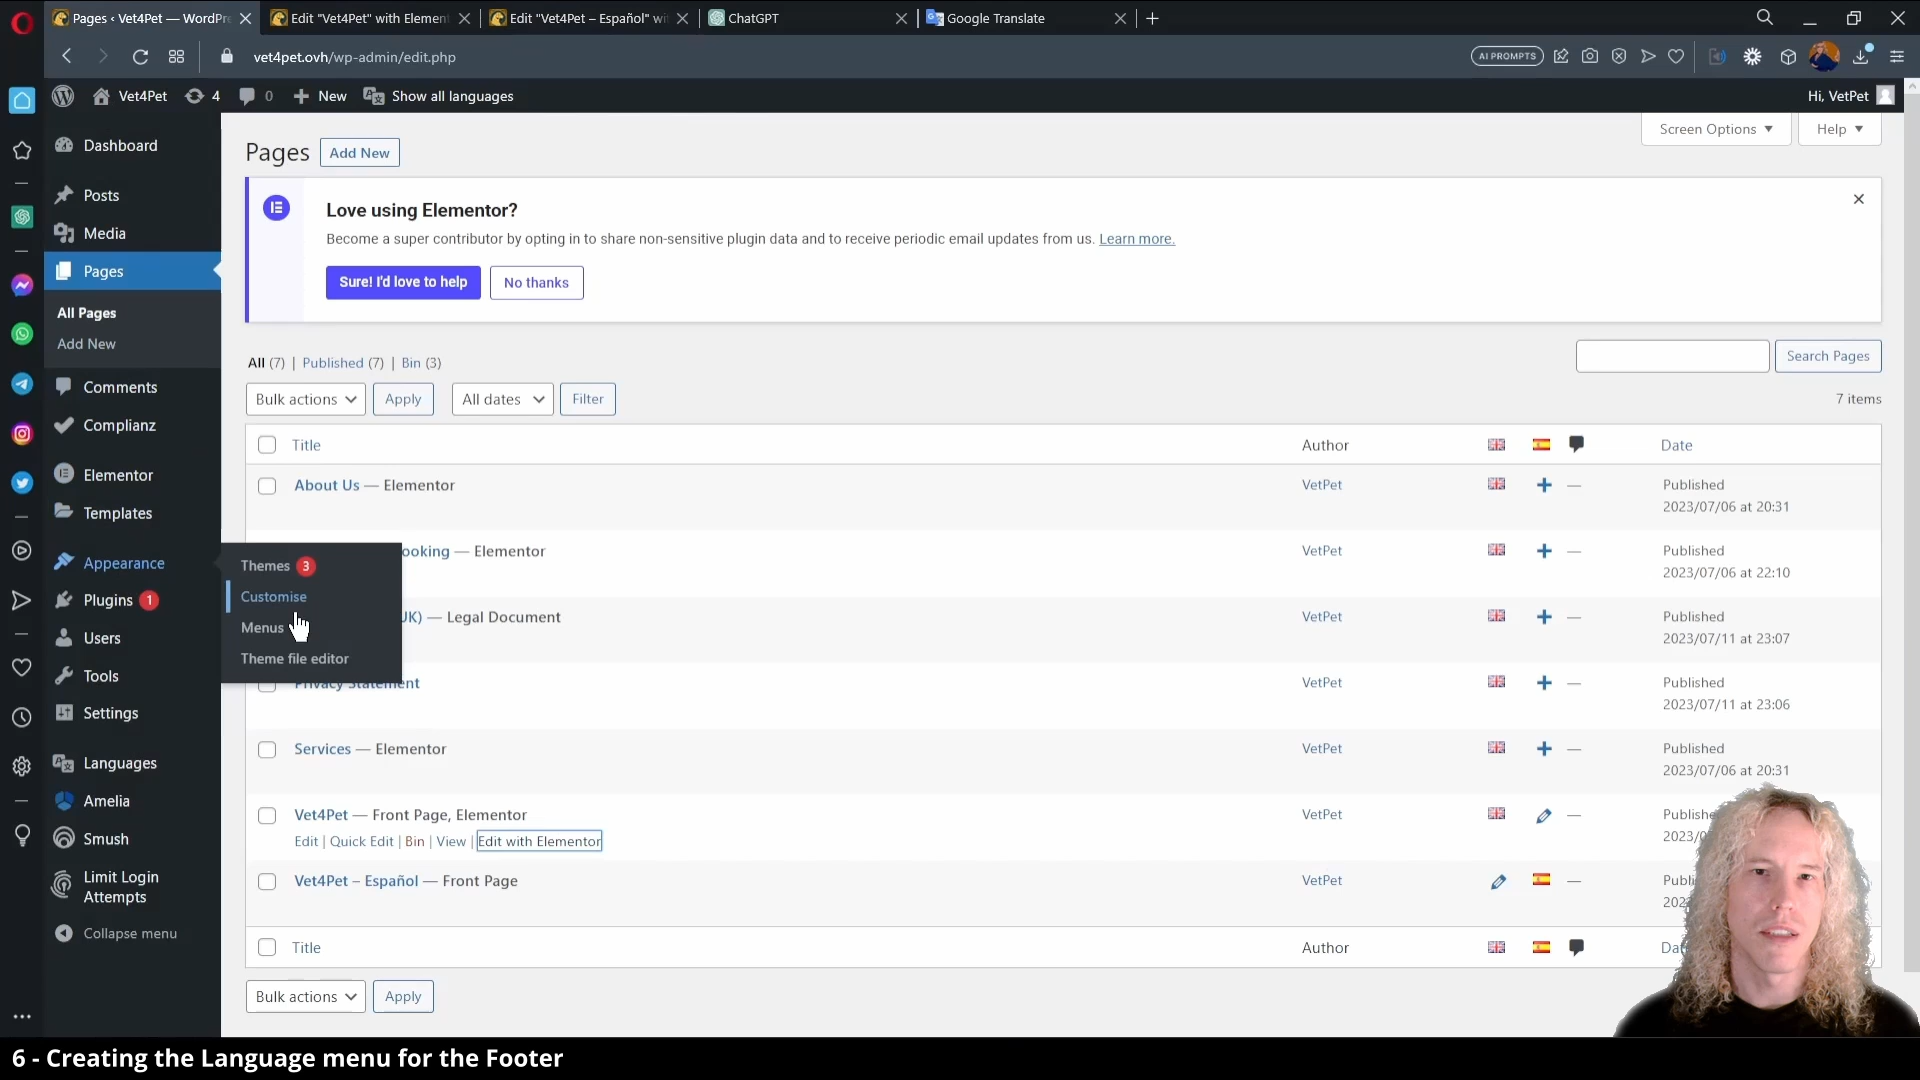 Pages ‹ Vet4Pet — WordPre
Edit "Vet4Pet" with Element
Edit "Vet4Pet – Español" wi
ChatGPT
Google Translate
vet4pet.ovh/wp-admin/edit.php
AI PROMPTS
Vet4Pet
4
0
New
Show all languages
Hi, VetPet
Dashboard
Posts
Media
Pages
All Pages
Add New
Comments
Complianz
Elementor
Templates
Appearance
Plugins 1
Users
Tools
Settings
Languages
Amelia
Smush
Limit Login
Attempts
Collapse menu
Themes 3
Customise
Menus
Theme file editor
Screen Options
Help
Pages
Add New
Love using Elementor?
Become a super contributor by opting in to share non-sensitive plugin data and to receive periodic email updates from us. Learn more.
Sure! I'd love to help
No thanks
All (7) | Published (7) | Bin (3)
Search Pages
Bulk actions
Apply
All dates
Filter
7 items
Title
Author
Date
About Us — Elementor
VetPet
—
Published
2023/07/06 at 20:31
ooking — Elementor
VetPet
—
Published
2023/07/06 at 22:10
UK) — Legal Document
VetPet
—
Published
2023/07/11 at 23:07
Privacy Statement
VetPet
—
Published
2023/07/11 at 23:06
Services — Elementor
VetPet
—
Published
2023/07/06 at 20:31
Vet4Pet — Front Page, Elementor
VetPet
—
Publishe
Edit | Quick Edit | Bin | View | Edit with Elementor
2023/0
Vet4Pet – Español — Front Page
VetPet
—
Publi
202
Title
Author
Dat
Bulk actions
Apply
6 - Creating the Language menu for the Footer